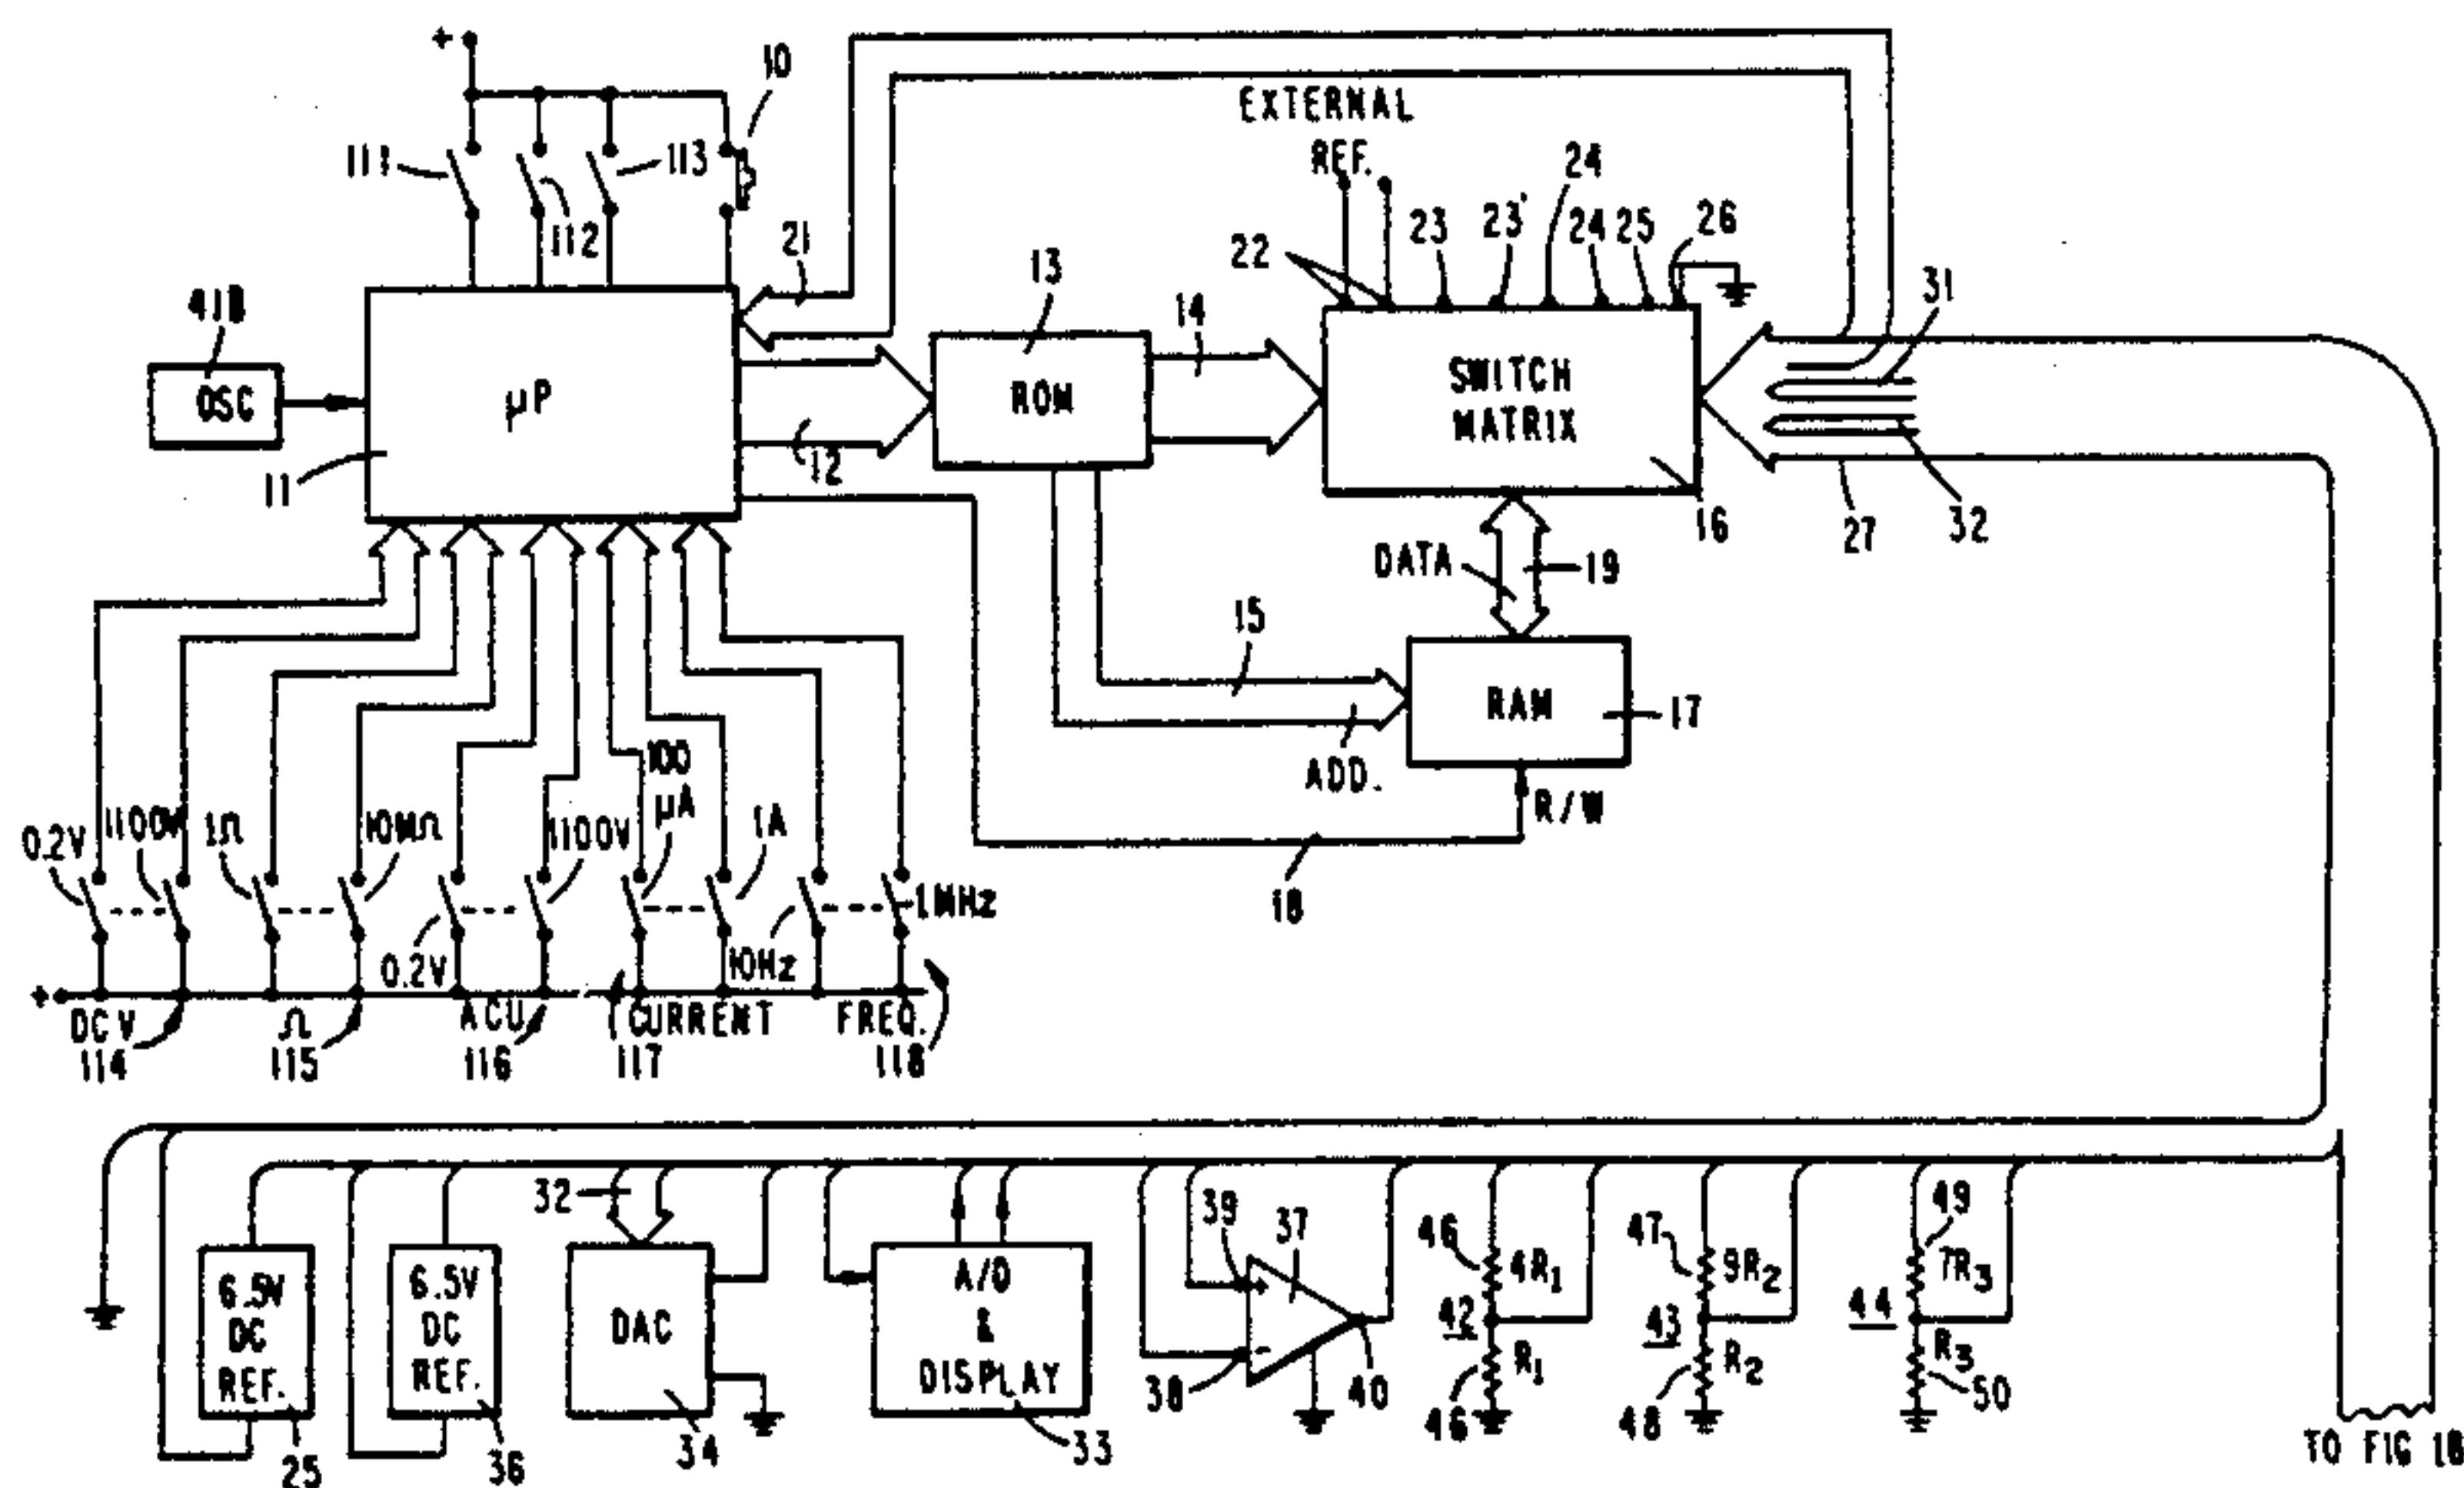 +
10
EXTERNAL
REF.
111
112
113
21
22
23
23'
24
24
25
26
13
14
31
OSC
µP
ROM
SWITCH
MATRIX
11
12
16
27
32
DATA
19
15
RAM
17
ADD.
R/W
18
0.2V
1100V
1Ω
10MΩ
0.2V
1100V
100
µA
1A
10Hz
1MHz
+
DCV
Ω
ACU
CURRENT
FREQ.
114
115
116
117
118
32
39
37
46
47
49
6.5V
DC
REF.
6.5V
DC
REF.
DAC
A/D
&
DISPLAY
+
-
4R1
9R2
7R3
42
43
44
R1
R2
R3
38
40
46
48
50
25
36
34
33
TO FIG 1B